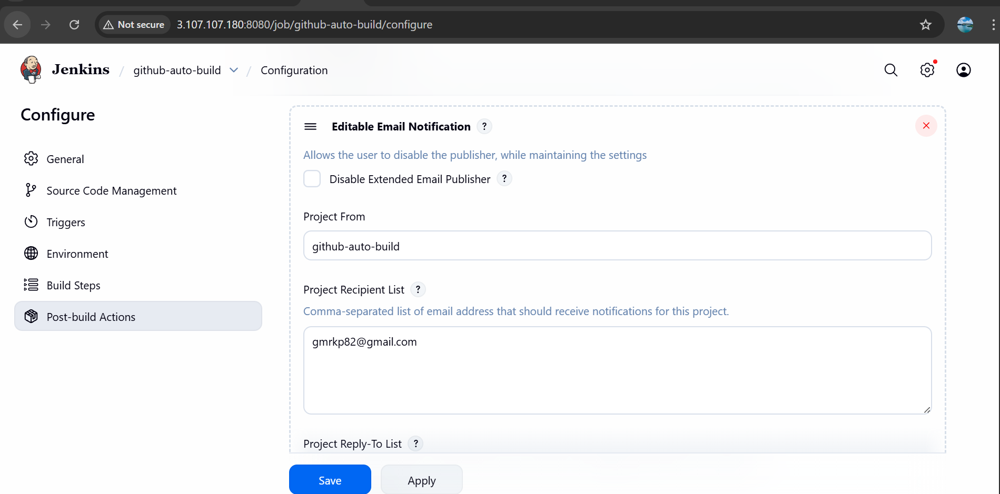 Not secure 3.107.107.180:8080/job/github-auto-build/configure
Jenkins / github-auto-build / Configuration
Configure
General
Source Code Management
Triggers
Environment
Build Steps
Post-build Actions
Editable Email Notification ?
Allows the user to disable the publisher, while maintaining the settings
Disable Extended Email Publisher ?
Project From
github-auto-build
Project Recipient List ?
Comma-separated list of email address that should receive notifications for this project.
gmrkp82@gmail.com
Project Reply-To List ?
Save Apply